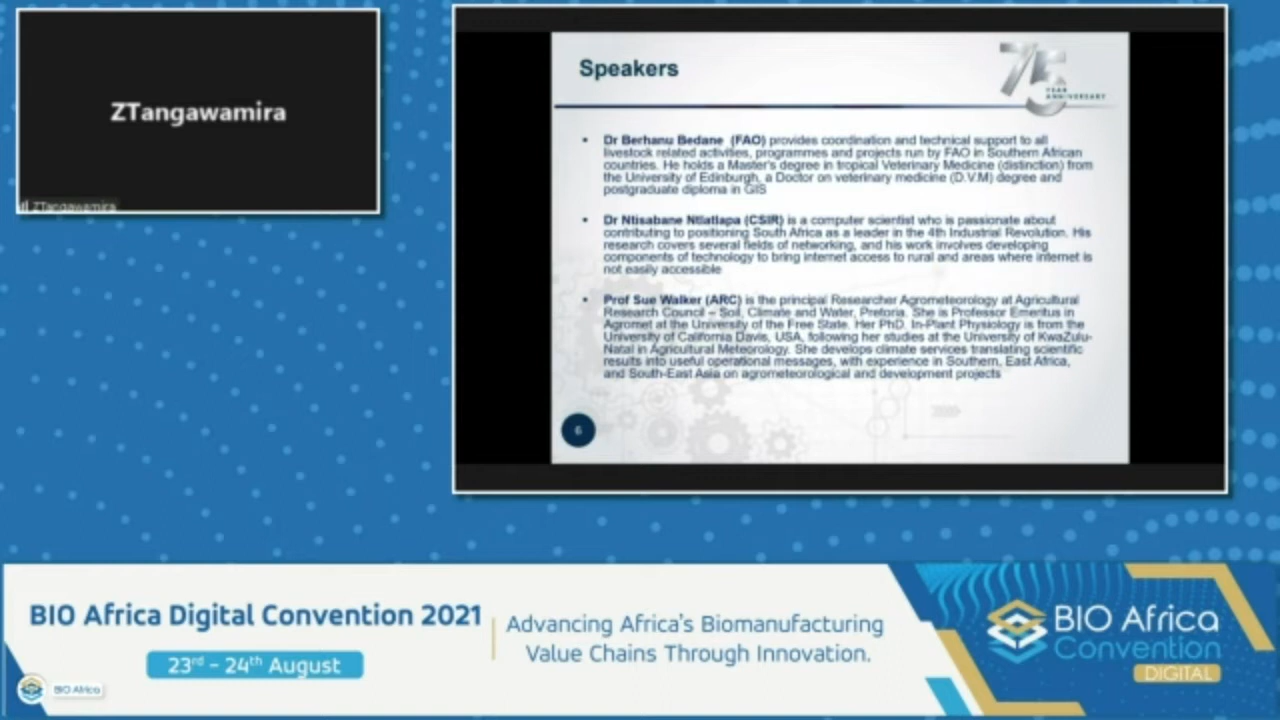 ZTangawamira
ZTangawamira
Speakers
75
YEAR
ANNIVERSARY
Dr Berhanu Bedane (FAO) provides coordination and technical support to all
livestock related activities, programmes and projects run by FAO in Southern African
countries. He holds a Master's degree in tropical Veterinary Medicine (distinction) from
the University of Edinburgh, a Doctor on veterinary medicine (D.V.M) degree and
postgraduate diploma in GIS
Dr Ntisabane Ntlatlapa (CSIR) is a computer scientist who is passionate about
contributing to positioning South Africa as a leader in the 4th Industrial Revolution. His
research covers several fields of networking, and his work involves developing
components of technology to bring internet access to rural and areas where internet is
not easily accessible
Prof Sue Walker (ARC) is the principal Researcher Agrometeorology at Agricultural
Research Council – Soil, Climate and Water, Pretoria. She is Professor Emeritus in
Agromet at the University of the Free State. Her PhD. In-Plant Physiology is from the
University of California Davis, USA, following her studies at the University of KwaZulu-
Natal in Agricultural Meteorology. She develops climate services translating scientific
results into useful operational messages, with experience in Southern, East Africa,
and South-East Asia on agrometeorological and development projects
6
BIO Africa Digital Convention 2021
23rd – 24th August
Advancing Africa's Biomanufacturing
Value Chains Through Innovation.
BIO Africa
Convention
DIGITAL
BIO Africa